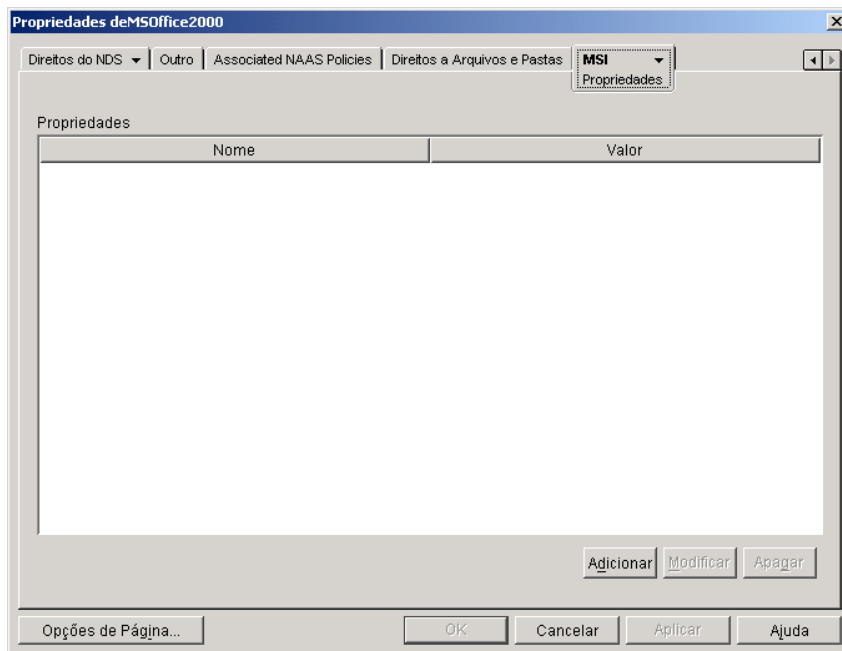 Propriedades deMSOffice2000
Direitos do NDS
Outro
Associated NAAS Policies
Direitos a Arquivos e Pastas
MSI
Propriedades
Propriedades
Nome
Valor
Adicionar
Modificar
Apagar
Opções de Página...
OK
Cancelar
Aplicar
Ajuda